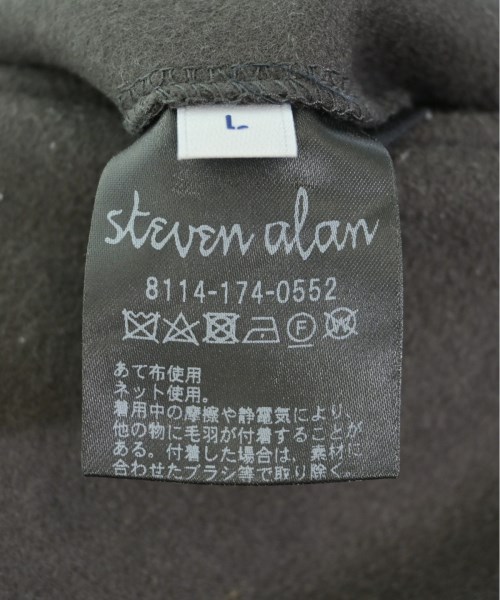 L
steven alan
8114-174-0552
あて布使用
ネット使用。
着用中の摩擦や静電気により、
他の物に毛羽が付着することが
ある。付着した場合は、素材に
合わせたブラシ等で取り除く。